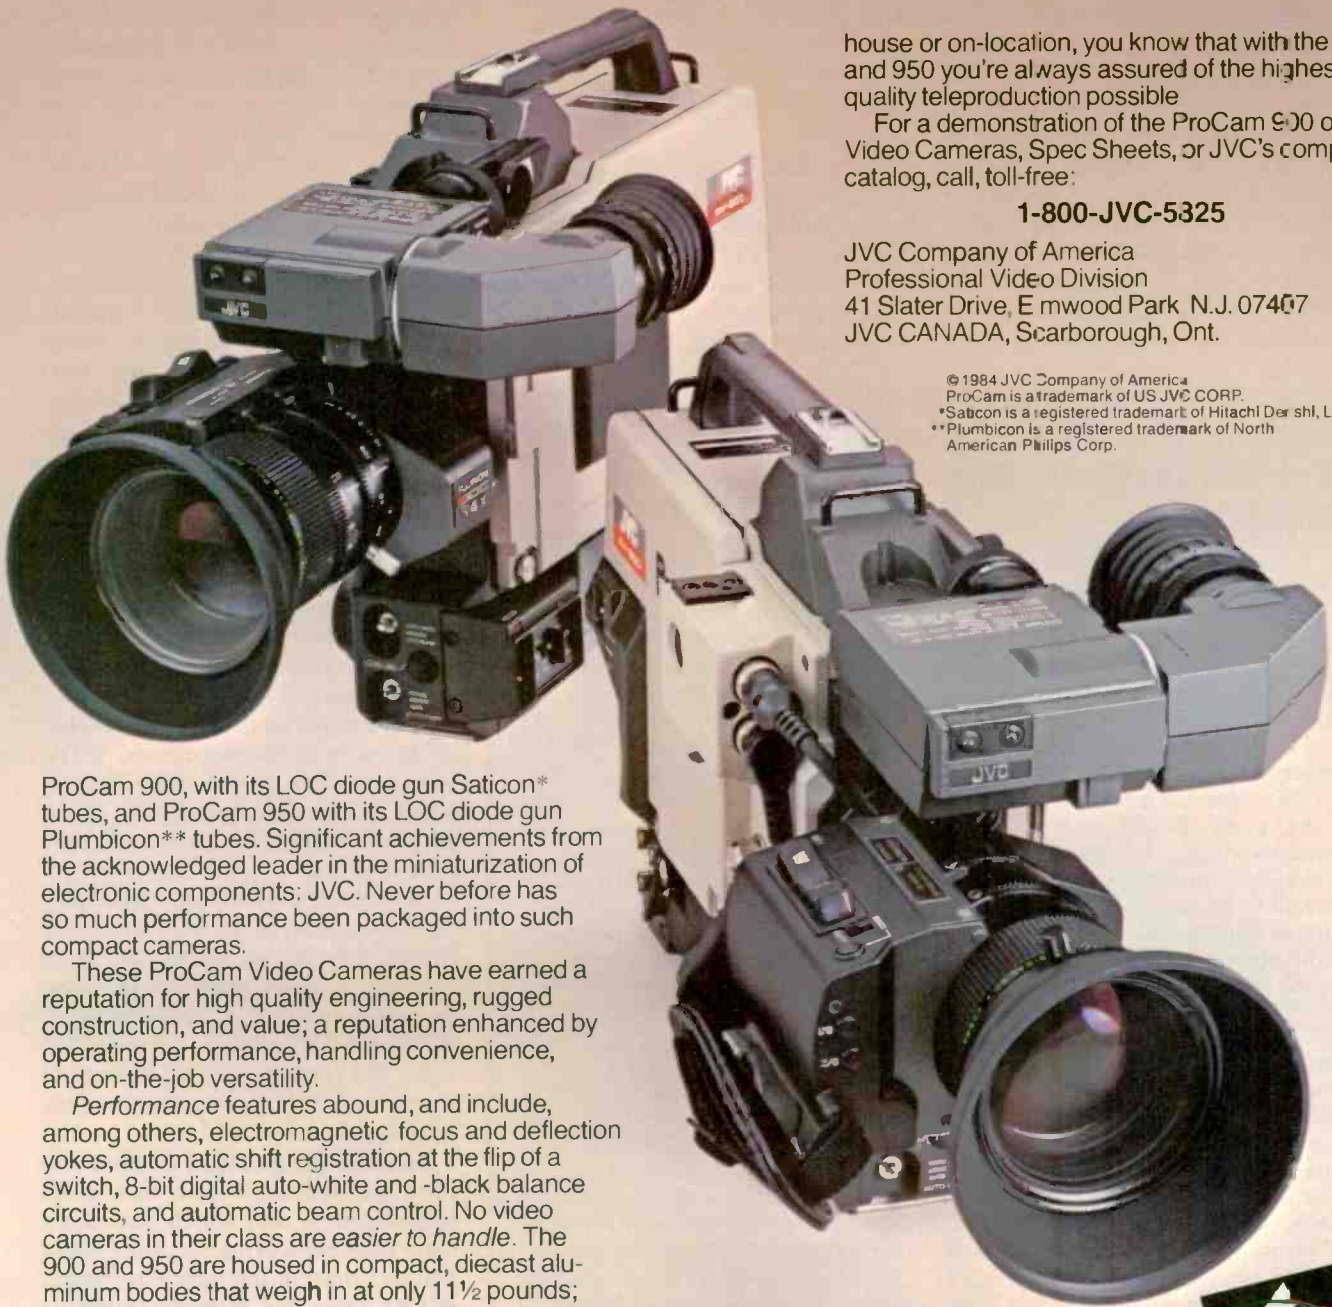 house or on-location, you know that with the
and 950 you're always assured of the highes
quality teleproduction possible
For a demonstration of the ProCam 900 o
Video Cameras, Spec Sheets, or JVC's comp
catalog, call, toll-free:
1-800-JVC-5825
JVC Company of America
Professional Video Division
41 Slater Drive, E mwood Park N.J. 07407
JVC CANADA, Scarborough, Ont.
© 1984 JVC Company of America
ProCam is a trademark of US JVC CORP.
*Saticon is a registered trademark of Hitachi Den shi, L
**Plumbicon is a registered trademark of North
American Philips Corp.
JVC
JVC
ProCam 900, with its LOC diode gun Saticon*
tubes, and ProCam 950 with its LOC diode gun
Plumbicon** tubes. Significant achievements from
the acknowledged leader in the miniaturization of
electronic components: JVC. Never before has
so much performance been packaged into such
compact cameras.
These ProCam Video Cameras have earned a
reputation for high quality engineering, rugged
construction, and value; a reputation enhanced by
operating performance, handling convenience,
and on-the-job versatility.
Performance features abound, and include,
among others, electromagnetic focus and deflection
yokes, automatic shift registration at the flip of a
switch, 8-bit digital auto-white and -black balance
circuits, and automatic beam control. No video
cameras in their class are easier to handle. The
900 and 950 are housed in compact, diecast alu-
minum bodies that weigh in at only 11½ pounds;